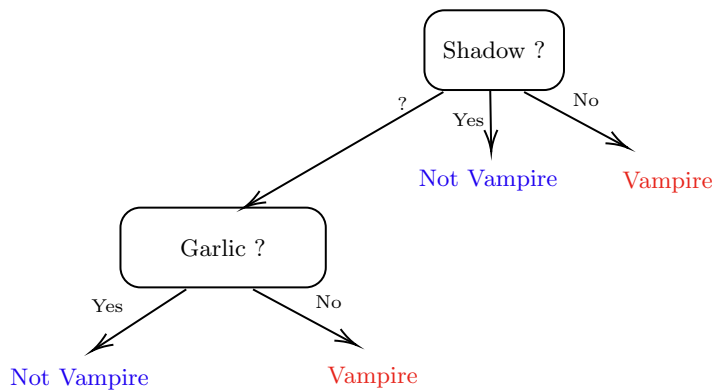 Shadow ?
?
Yes
No
Not Vampire
Vampire
Garlic ?
Yes
No
Not Vampire
Vampire